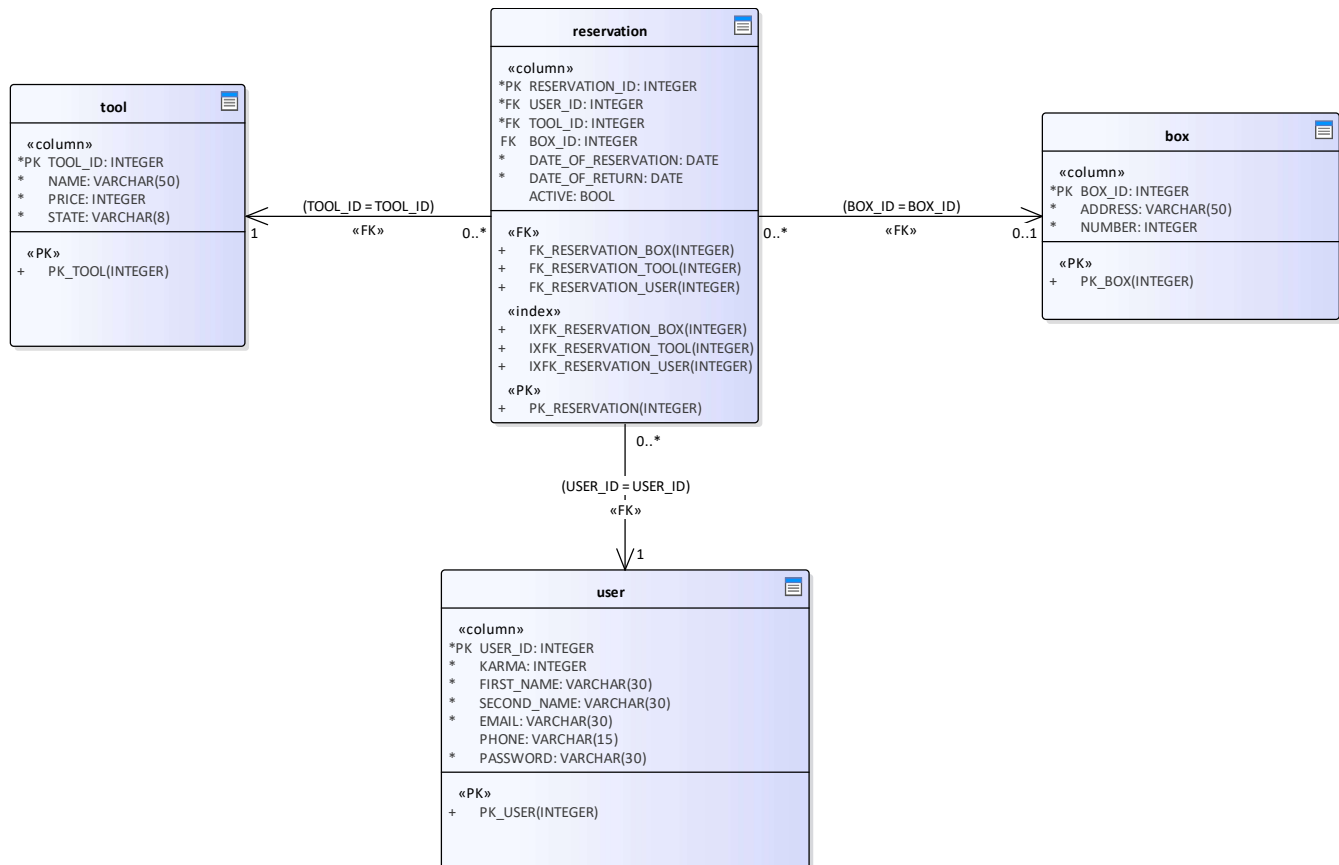 reservation
«column»
*PK RESERVATION_ID: INTEGER
*FK USER_ID: INTEGER
*FK TOOL_ID: INTEGER
FK BOX_ID: INTEGER
* DATE_OF_RESERVATION: DATE
* DATE_OF_RETURN: DATE
ACTIVE: BOOL
«FK»
+ FK_RESERVATION_BOX(INTEGER)
+ FK_RESERVATION_TOOL(INTEGER)
+ FK_RESERVATION_USER(INTEGER)
«index»
+ IXFK_RESERVATION_BOX(INTEGER)
+ IXFK_RESERVATION_TOOL(INTEGER)
+ IXFK_RESERVATION_USER(INTEGER)
«PK»
+ PK_RESERVATION(INTEGER)
tool
«column»
*PK TOOL_ID: INTEGER
* NAME: VARCHAR(50)
* PRICE: INTEGER
* STATE: VARCHAR(8)
«PK»
+ PK_TOOL(INTEGER)
(TOOL_ID = TOOL_ID)
1 «FK» 0..*
box
«column»
*PK BOX_ID: INTEGER
* ADDRESS: VARCHAR(50)
* NUMBER: INTEGER
«PK»
+ PK_BOX(INTEGER)
(BOX_ID = BOX_ID)
0..* «FK» 0..1
0..*
(USER_ID = USER_ID)
«FK»
1
user
«column»
*PK USER_ID: INTEGER
* KARMA: INTEGER
* FIRST_NAME: VARCHAR(30)
* SECOND_NAME: VARCHAR(30)
* EMAIL: VARCHAR(30)
PHONE: VARCHAR(15)
* PASSWORD: VARCHAR(30)
«PK»
+ PK_USER(INTEGER)